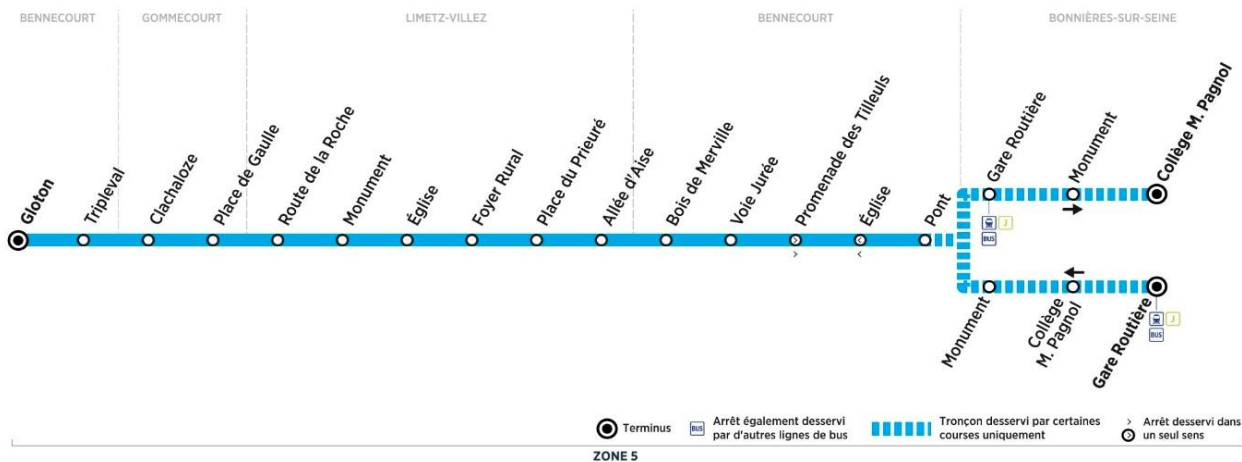 BENNECOURT
GOMMECOURT
LIMETZ-VILLEZ
BENNECOURT
BONNIÈRES-SUR-SEINE
Gloton
Tripleval
Clachaloze
Place de Gaulle
Route de la Roche
Monument
Église
Foyer Rural
Place du Prieuré
Allée d'Aise
Bois de Merville
Voie Jurée
Promenade des Tilleuls
Église
Pont
Gare Routière
Monument
Collège M. Pagnol
J
BUS
Monument
Collège
M. Pagnol
Gare Routière
J
BUS
Terminus
BUS
Arrêt également desservi
par d'autres lignes de bus
Tronçon desservi par certaines
courses uniquement
Arrêt desservi dans
un seul sens
ZONE 5